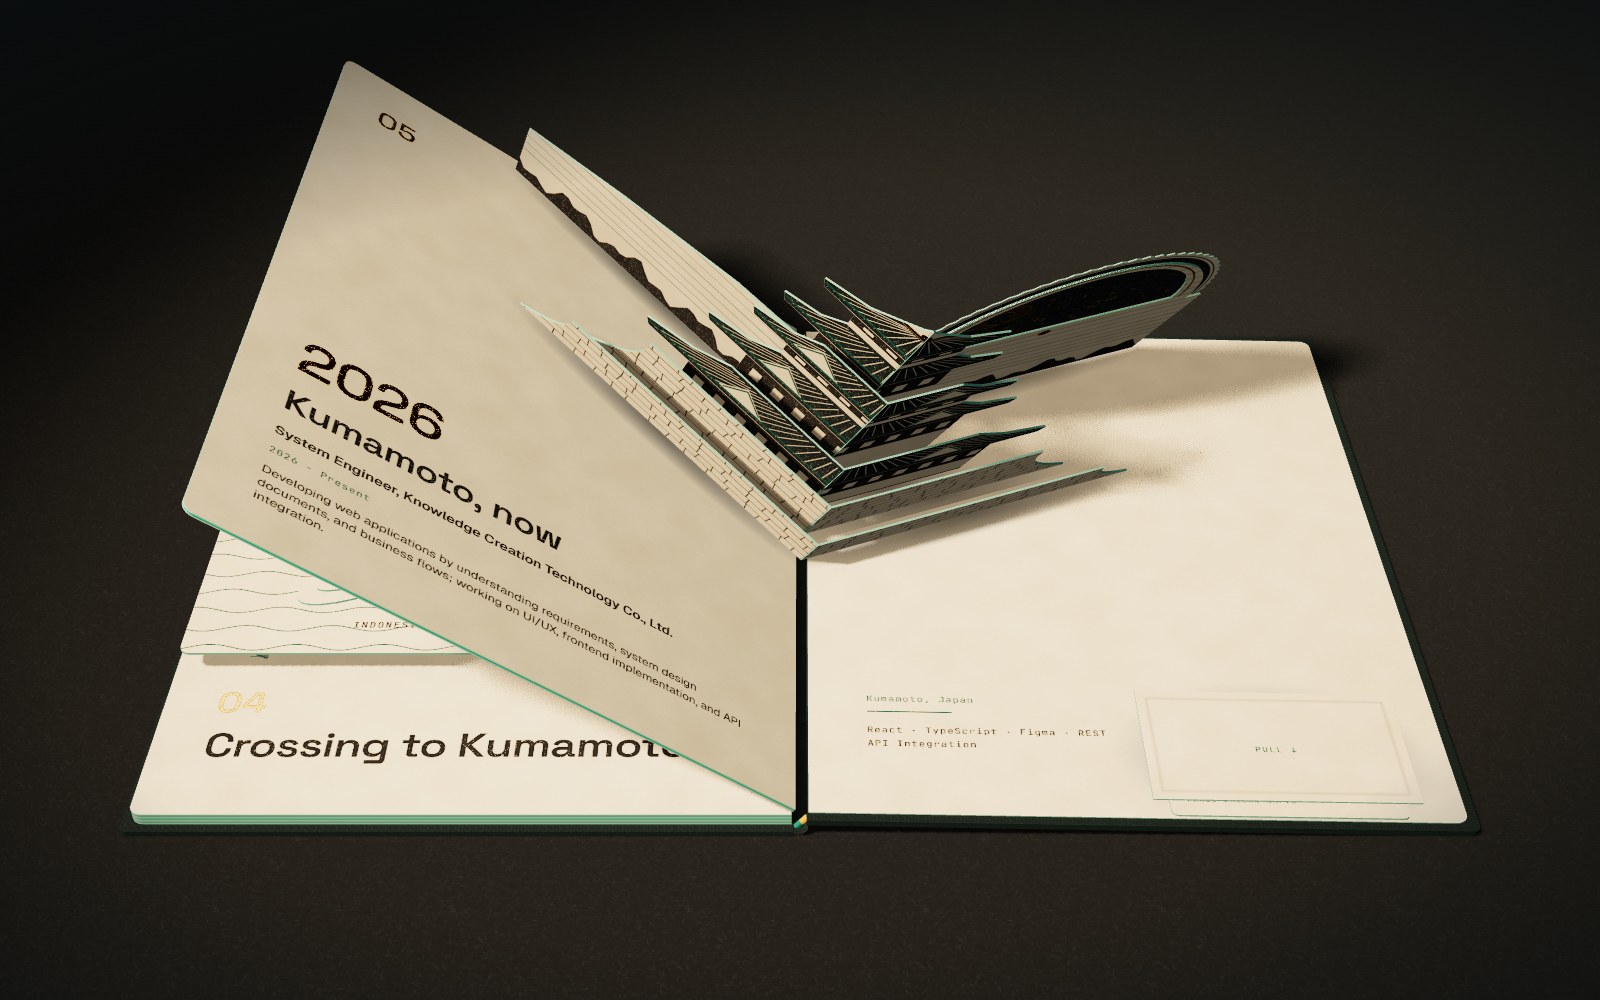 05
2026
Kumamoto, now
System Engineer, Knowledge Creation Technology Co., Ltd.
2026 - Present
Developing web applications by understanding requirements, system design
documents, and business flows; working on UI/UX, frontend implementation, and API
integration.
04
Crossing to Kumamoto
Kumamoto, Japan
React · TypeScript · Figma · REST
API Integration
PULL ↓